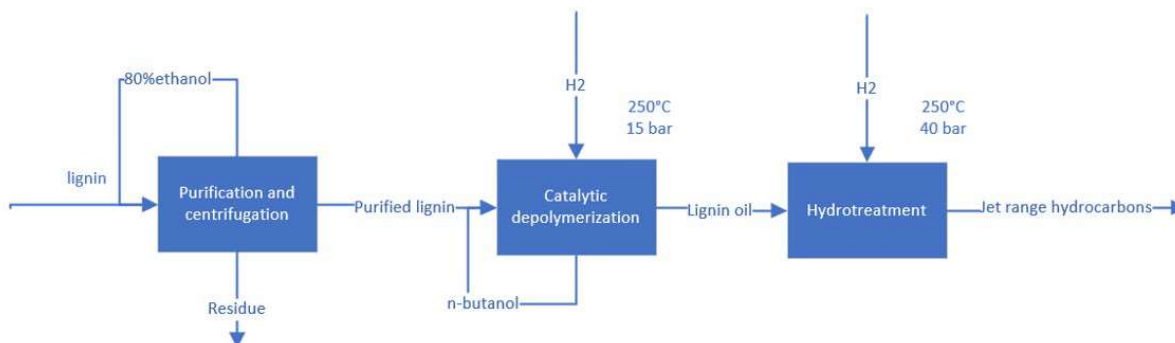 80%ethanol
lignin
Purification and
centrifugation
Residue
Purified lignin
H2
250°C
15 bar
Catalytic
depolymerization
n-butanol
Lignin oil
H2
250°C
40 bar
Hydrotreatment
Jet range hydrocarbons